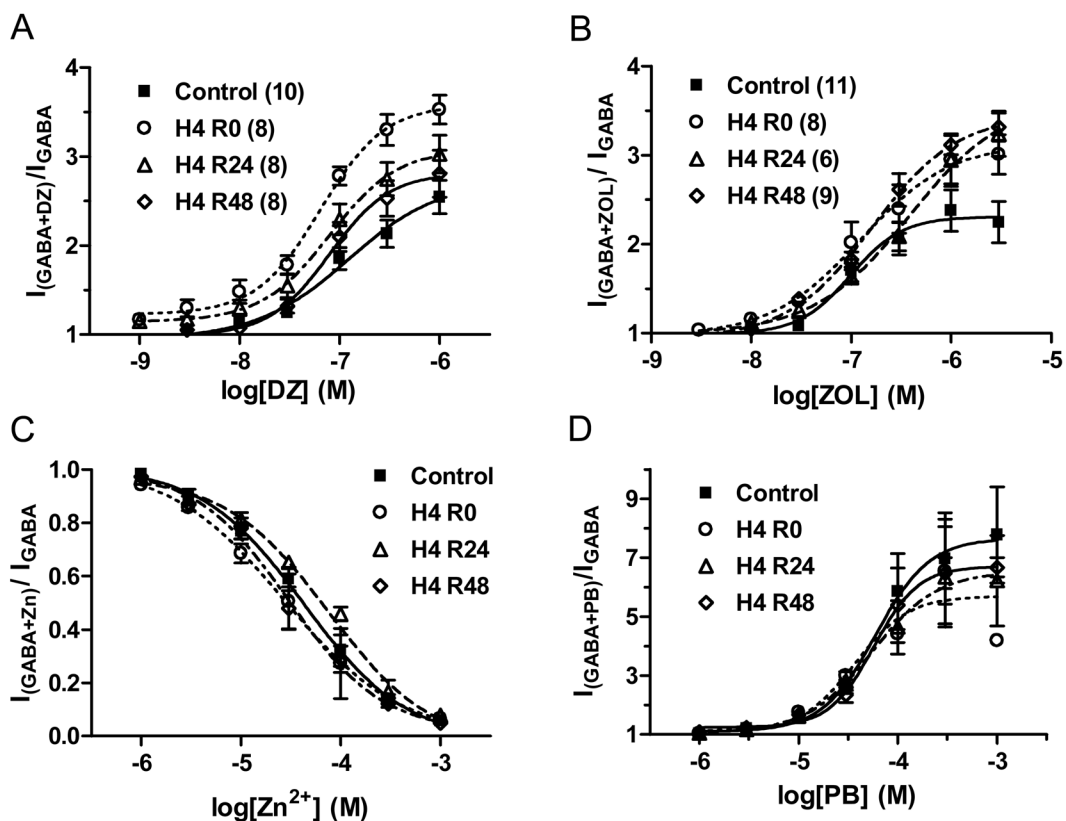 A
I(GABA+DZ)/IGABA
4
3
2
1
Control (10)
H4 R0 (8)
H4 R24 (8)
H4 R48 (8)
-9
-8
-7
-6
log[DZ] (M)
B
I(GABA+ZOL)/ IGABA
4
3
2
1
Control (11)
H4 R0 (8)
H4 R24 (6)
H4 R48 (9)
-9
-8
-7
-6
-5
log[ZOL] (M)
C
I(GABA+Zn)/ IGABA
1.0
0.8
0.6
0.4
0.2
0.0
Control
H4 R0
H4 R24
H4 R48
-6
-5
-4
-3
log[Zn2+] (M)
D
I(GABA+PB)/IGABA
9
7
5
3
1
Control
H4 R0
H4 R24
H4 R48
-6
-5
-4
-3
log[PB] (M)